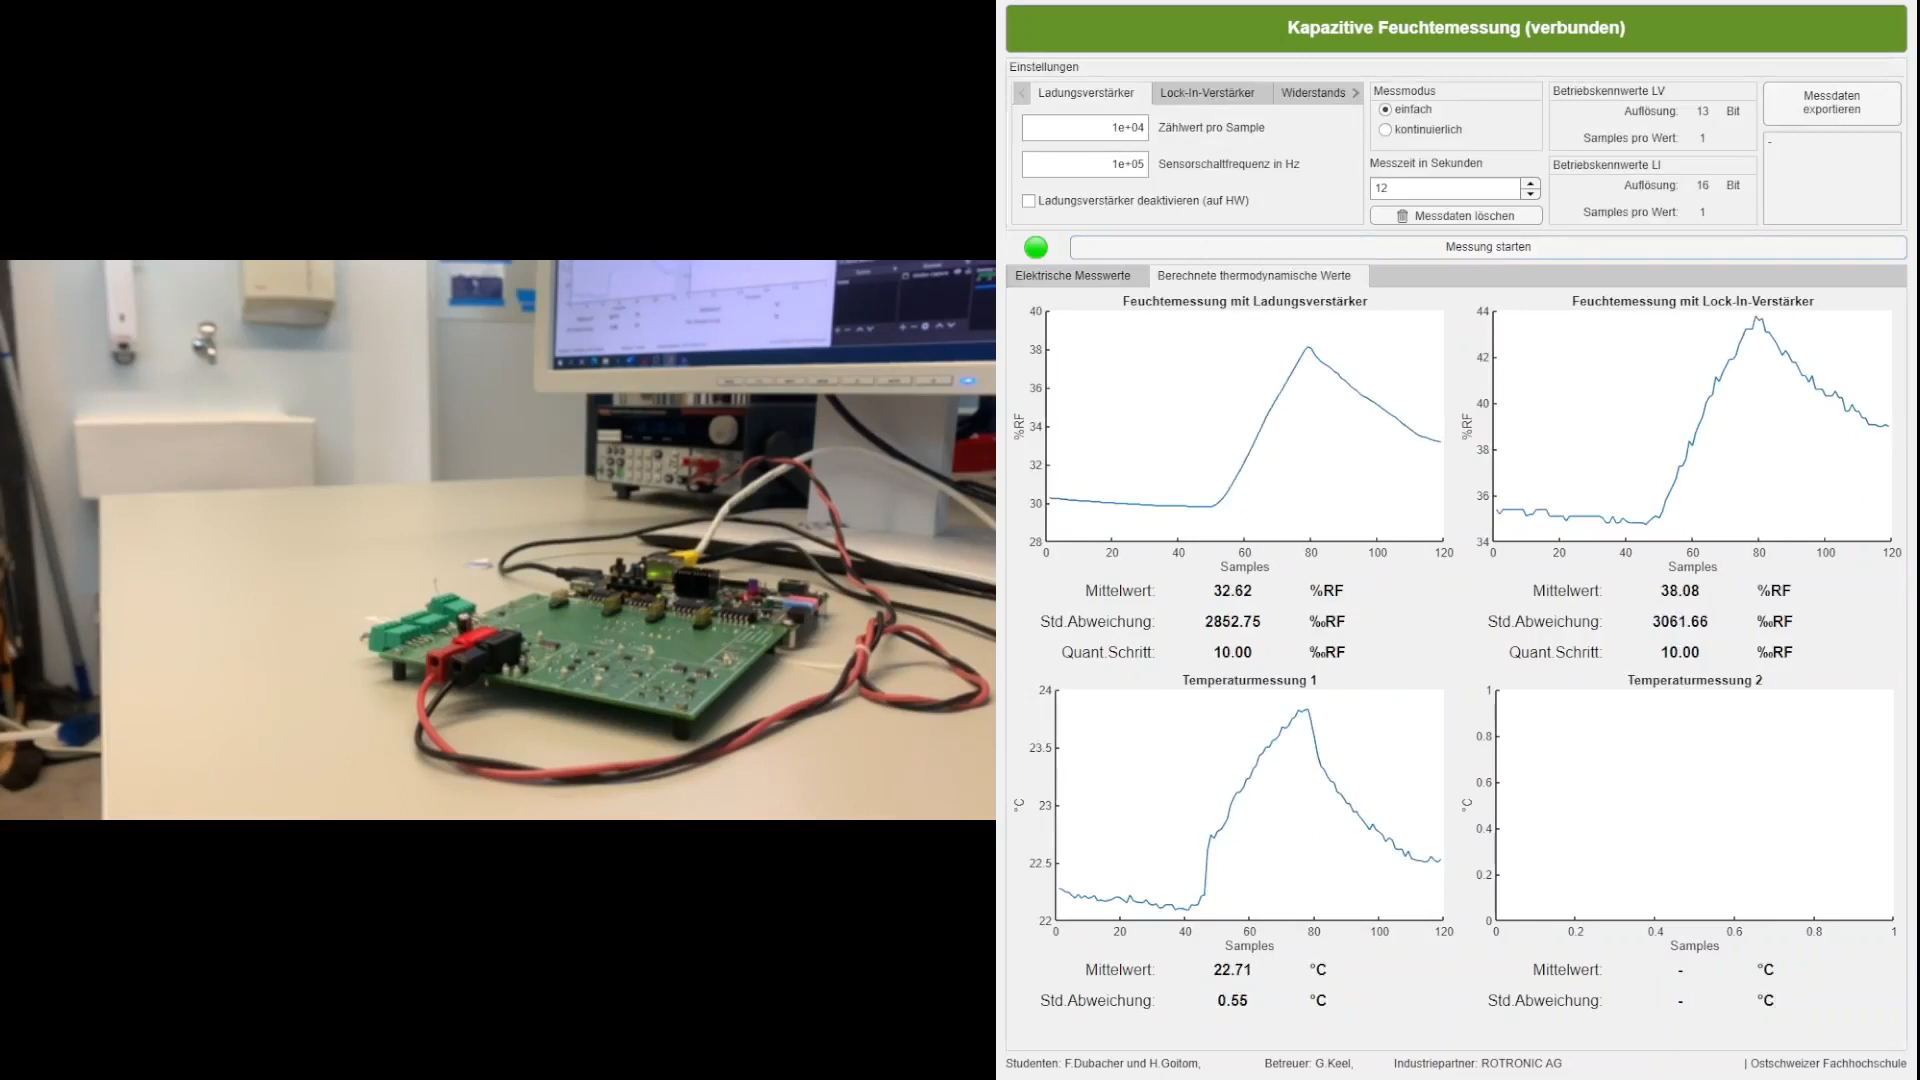 Kapazitive Feuchtemessung (verbunden)
Einstellungen
Ladungsverstärker
Lock-In-Verstärker
Widerstands
1e+04 Zählwert pro Sample
1e+05 Sensorschaltfrequenz in Hz
Ladungsverstärker deaktivieren (auf HW)
Messmodus
einfach
kontinuierlich
Messzeit in Sekunden
12
Messdaten löschen
Betriebskennwerte LV
Auflösung: 13 Bit
Samples pro Wert: 1
Betriebskennwerte LI
Auflösung: 16 Bit
Samples pro Wert: 1
Messdaten
exportieren
-
Messung starten
Elektrische Messwerte
Berechnete thermodynamische Werte
Feuchtemessung mit Ladungsverstärker
40
38
36
34
32
30
28
%RF
0 20 40 60 80 100 120
Samples
Mittelwert: 32.62 %RF
Std.Abweichung: 2852.75 ‰RF
Quant.Schritt: 10.00 ‰RF
Feuchtemessung mit Lock-In-Verstärker
44
42
40
38
36
34
%RF
0 20 40 60 80 100 120
Samples
Mittelwert: 38.08 %RF
Std.Abweichung: 3061.66 ‰RF
Quant.Schritt: 10.00 ‰RF
Temperaturmessung 1
24
23.5
23
22.5
22
°C
0 20 40 60 80 100 120
Samples
Mittelwert: 22.71 °C
Std.Abweichung: 0.55 °C
Temperaturmessung 2
1
0.8
0.6
0.4
0.2
0
°C
0 0.2 0.4 0.6 0.8 1
Samples
Mittelwert: - °C
Std.Abweichung: - °C
Studenten: F.Dubacher und H.Goitom, Betreuer: G.Keel, Industriepartner: ROTRONIC AG | Ostschweizer Fachhochschule